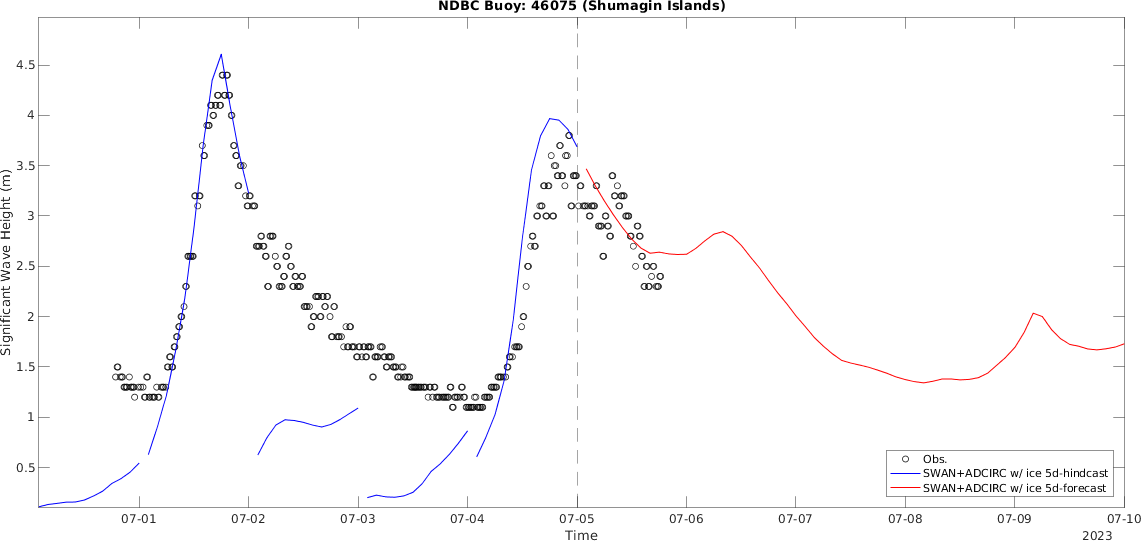 NDBC Buoy: 46075 (Shumagin Islands)
Significant Wave Height (m)
4.5
4
3.5
3
2.5
2
1.5
1
0.5
07-01 07-02 07-03 07-04 07-05 07-06 07-07 07-08 07-09 07-10
Time
2023
Obs.
SWAN+ADCIRC w/ ice 5d-hindcast
SWAN+ADCIRC w/ ice 5d-forecast